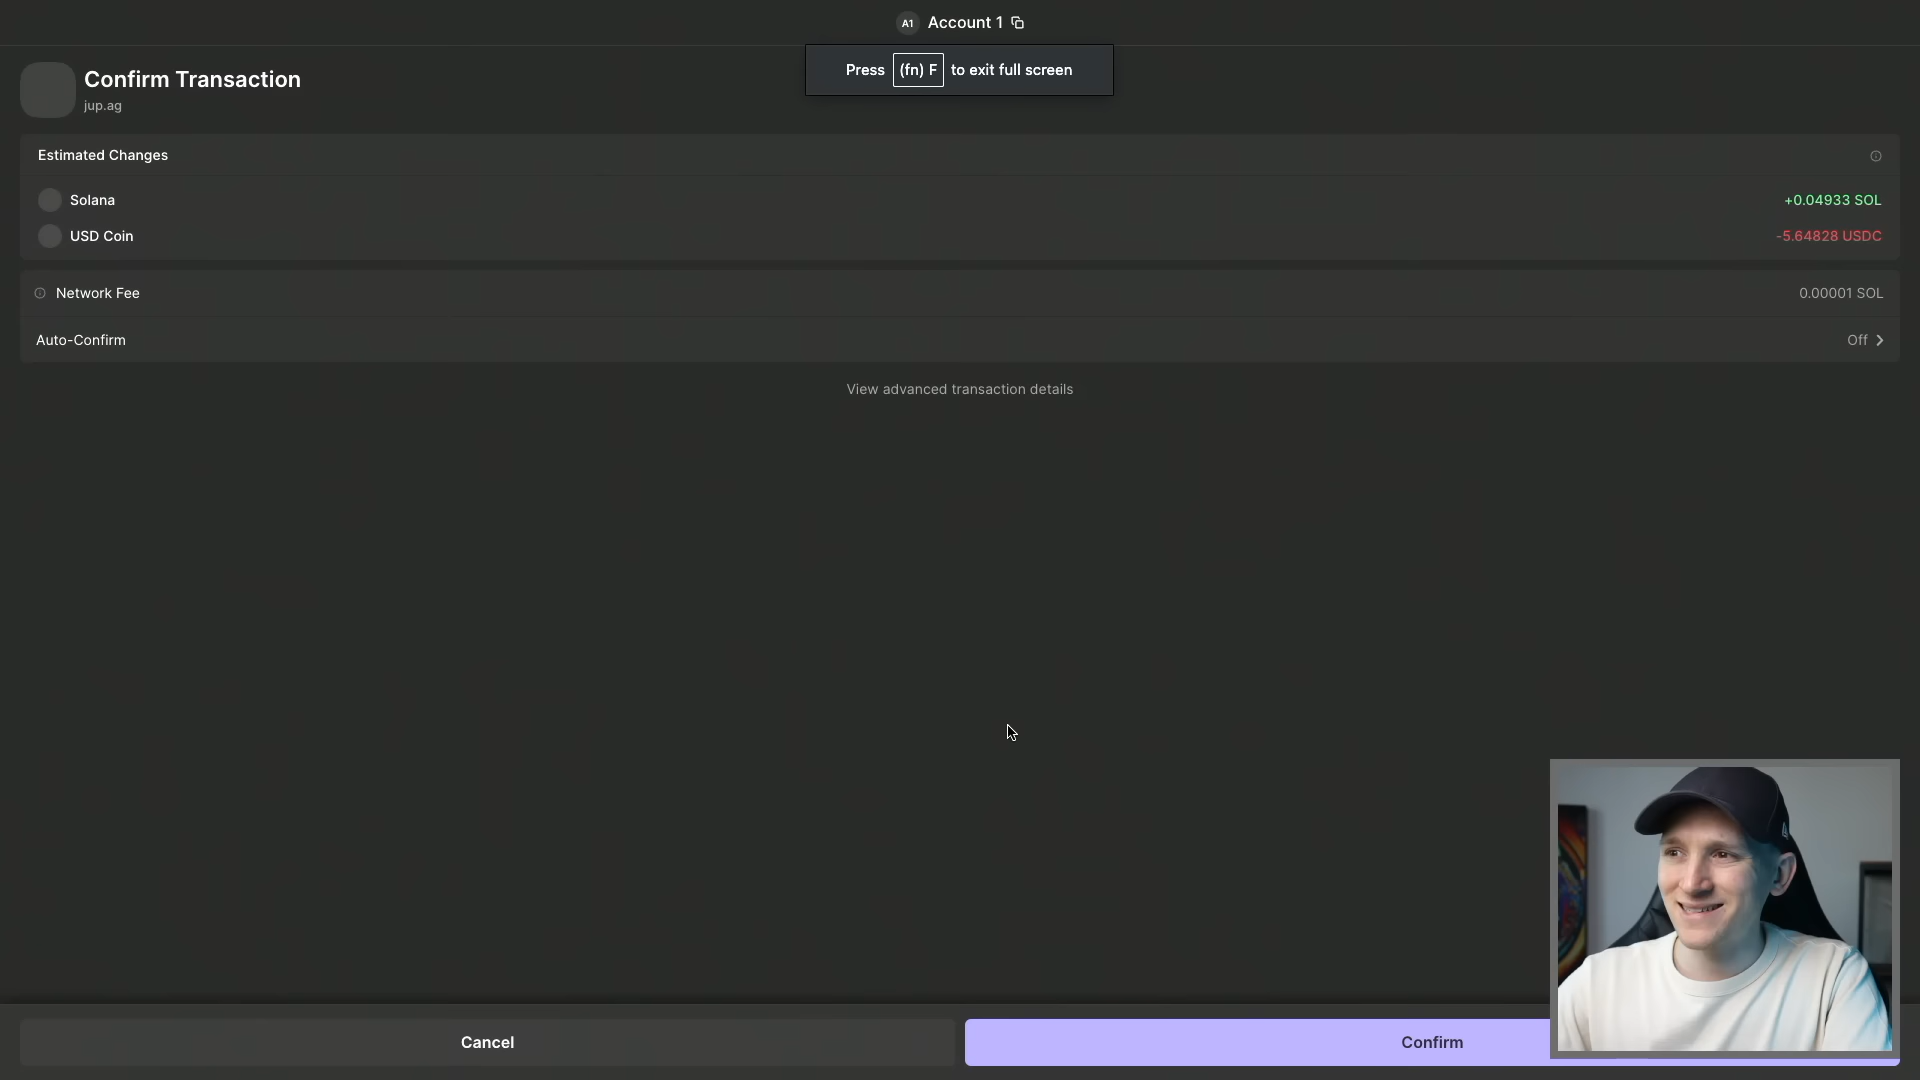 A1 Account 1
Press (fn) F to exit full screen
Confirm Transaction
jup.ag
Estimated Changes
Solana +0.04933 SOL
USD Coin -5.64828 USDC
Network Fee 0.00001 SOL
Auto-Confirm Off
View advanced transaction details
Cancel Confirm